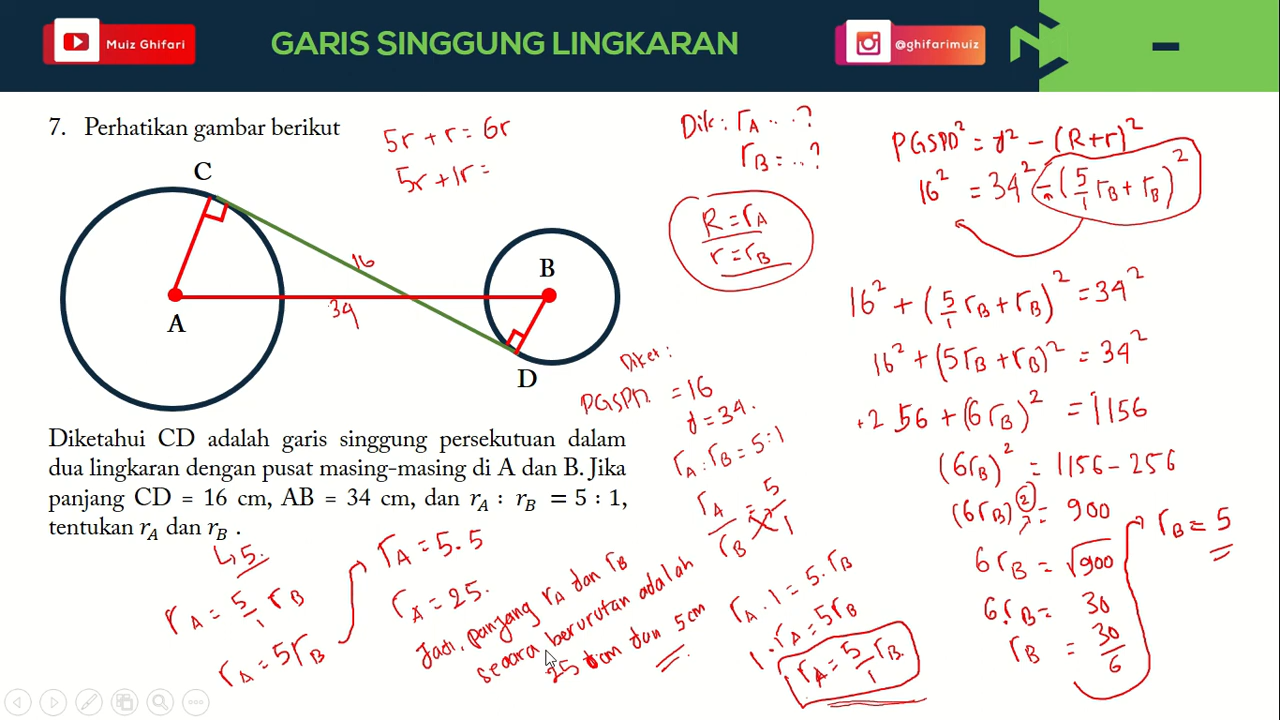 Muiz Ghifari
GARIS SINGGUNG LINGKARAN
@ghifarimuiz
7. Perhatikan gambar berikut
5r + r = 6r
5r + 1r =
C
16
34
A
B
D
Diketahui CD adalah garis singgung persekutuan dalam
dua lingkaran dengan pusat masing-masing di A dan B. Jika
panjang CD = 16 cm, AB = 34 cm, dan rA : rB = 5 : 1,
tentukan rA dan rB .
↳ 5.
rA = 5/1 rB
rA = 5rB
rA = 5.5
rA = 25.
Jadi, panjang rA dan rB
secara berurutan adalah
25 cm dan 5 cm
Dit: rA ...?
rB = ...?
R = rA
r = rB
Diket:
PGSPD = 16
d = 34.
rA : rB = 5 : 1
rA/rB = 5/1
rA . 1 = 5 . rB
1 . rA = 5rB
rA = 5/1 rB.
PGSPD² = d² − (R + r)²
16² = 34² − (5/1 rB + rB)²
16² + (5/1 rB + rB)² = 34²
16² + (5rB + rB)² = 34²
+256 + (6rB)² = 1156
(6rB)² = 1156 − 256
(6rB)² = 900
6rB = √900
6.rB = 30
rB = 30/6
rB = 5